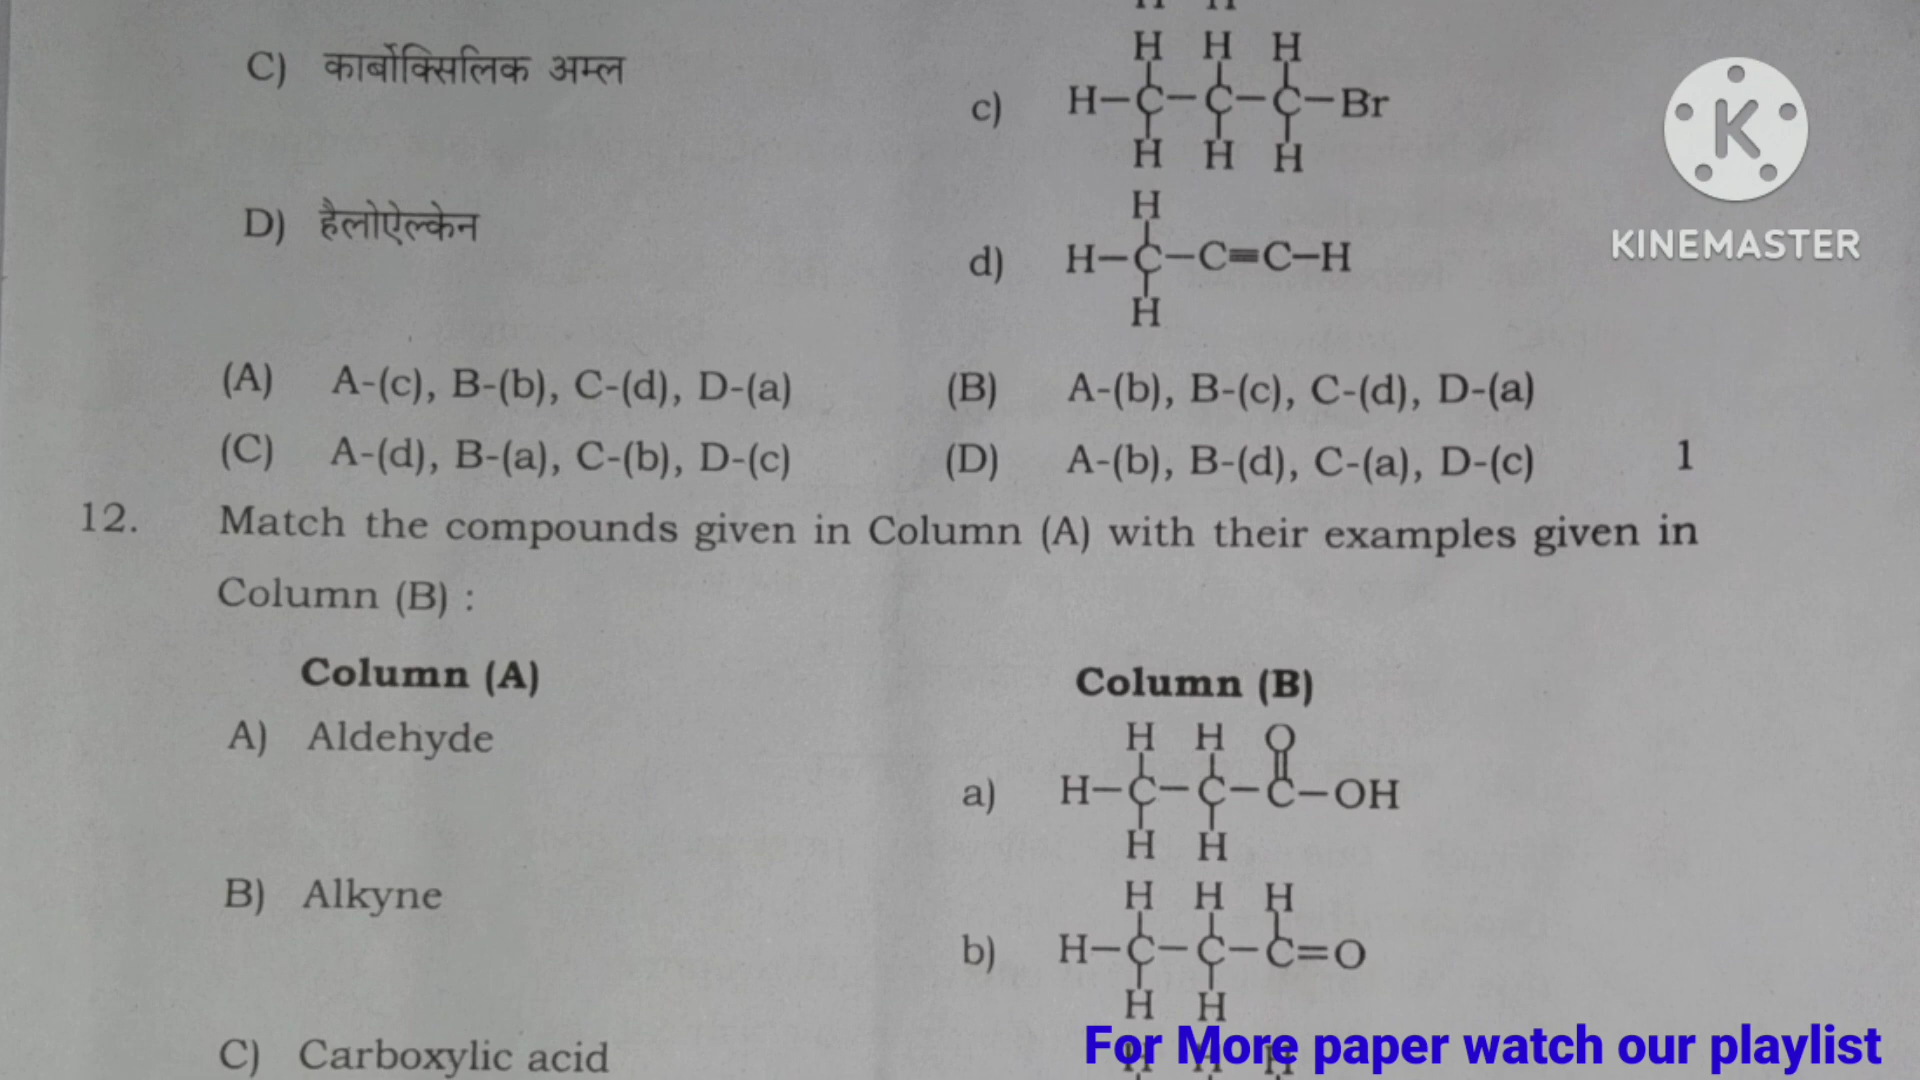 H H H
C) कार्बोक्सिलिक अम्ल
c) H−C−C−C−Br
H H H
K
KINEMASTER
H
D) हैलोऐल्केन
d) H−C−C≡C−H
H
(A) A-(c), B-(b), C-(d), D-(a) (B) A-(b), B-(c), C-(d), D-(a)
(C) A-(d), B-(a), C-(b), D-(c) (D) A-(b), B-(d), C-(a), D-(c) 1
12. Match the compounds given in Column (A) with their examples given in
Column (B) :
Column (A) Column (B)
A) Aldehyde
H H O
a) H−C−C−C−OH
H H
B) Alkyne
H H H
b) H−C−C−C=O
H H
C) Carboxylic acid
For More paper watch our playlist